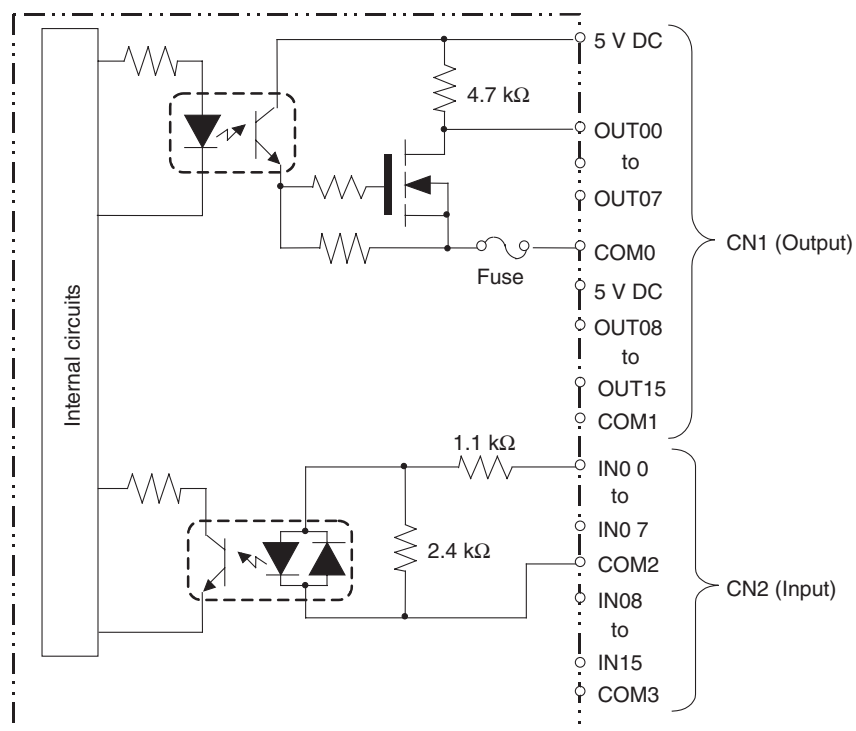 5 V DC
4.7 kΩ
OUT00
to
OUT07
COM0
Fuse
5 V DC
OUT08
to
OUT15
COM1
CN1 (Output)
Internal circuits
1.1 kΩ
IN0 0
to
IN0 7
2.4 kΩ
COM2
IN08
to
IN15
COM3
CN2 (Input)